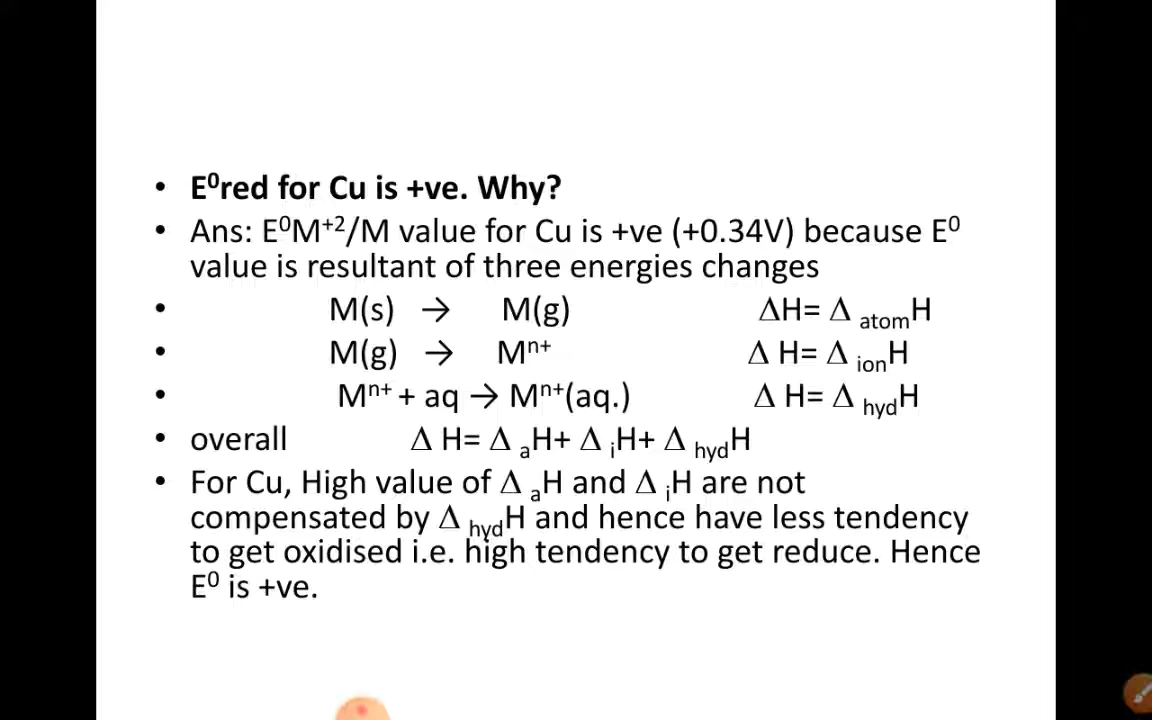 • E⁰red for Cu is +ve. Why?
• Ans: E⁰M⁺²/M value for Cu is +ve (+0.34V) because E⁰
value is resultant of three energies changes
• M(s) → M(g) ΔH= Δ atomH
• M(g) → Mⁿ⁺ Δ H= Δ ionH
• Mⁿ⁺ + aq → Mⁿ⁺(aq.) Δ H= Δ hydH
• overall Δ H= Δ aH+ Δ iH+ Δ hydH
• For Cu, High value of Δ aH and Δ iH are not
compensated by Δ hydH and hence have less tendency
to get oxidised i.e. high tendency to get reduce. Hence
E⁰ is +ve.